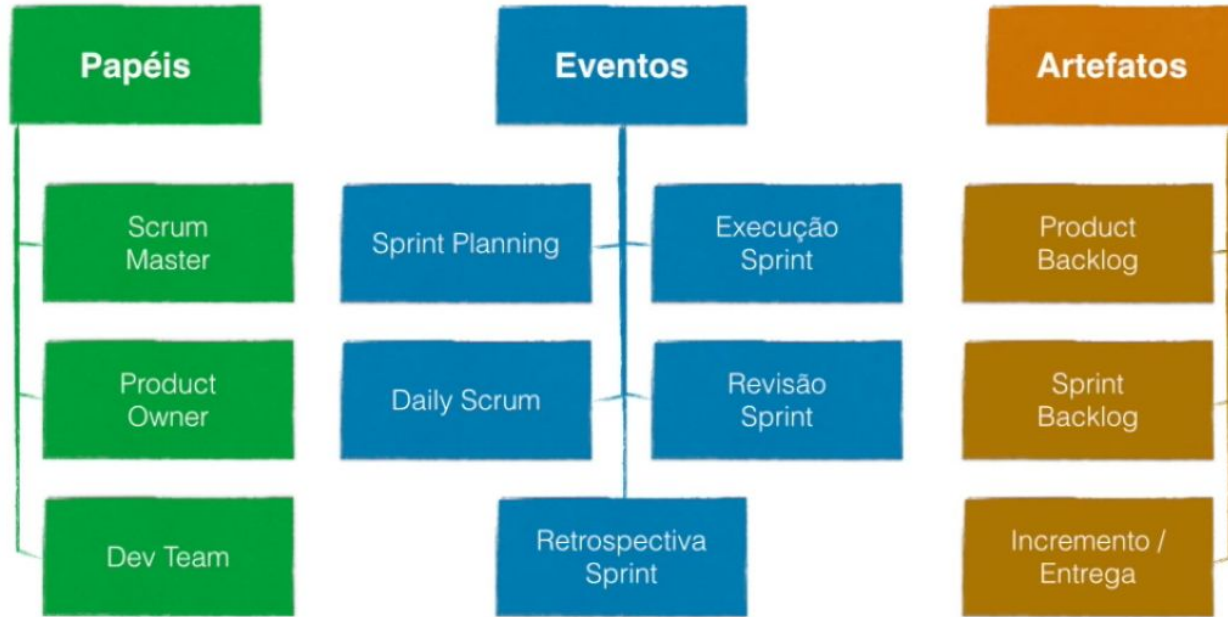 Papéis
Scrum
Master
Product
Owner
Dev Team
Eventos
Sprint Planning
Execução
Sprint
Daily Scrum
Revisão
Sprint
Retrospectiva
Sprint
Artefatos
Product
Backlog
Sprint
Backlog
Incremento /
Entrega